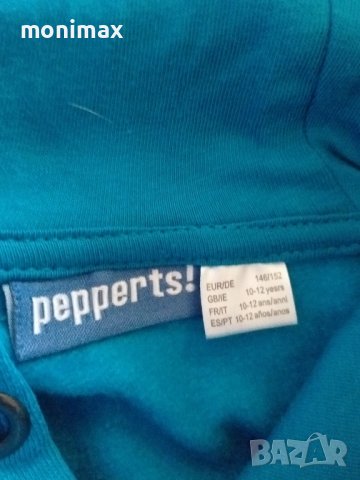 monimax
pepperts!
EUR/DE 146/152
GB/IE 10-12 years
FR/IT 10-12 ans/anni
ES/PT 10-12 años/anos
BAZAR